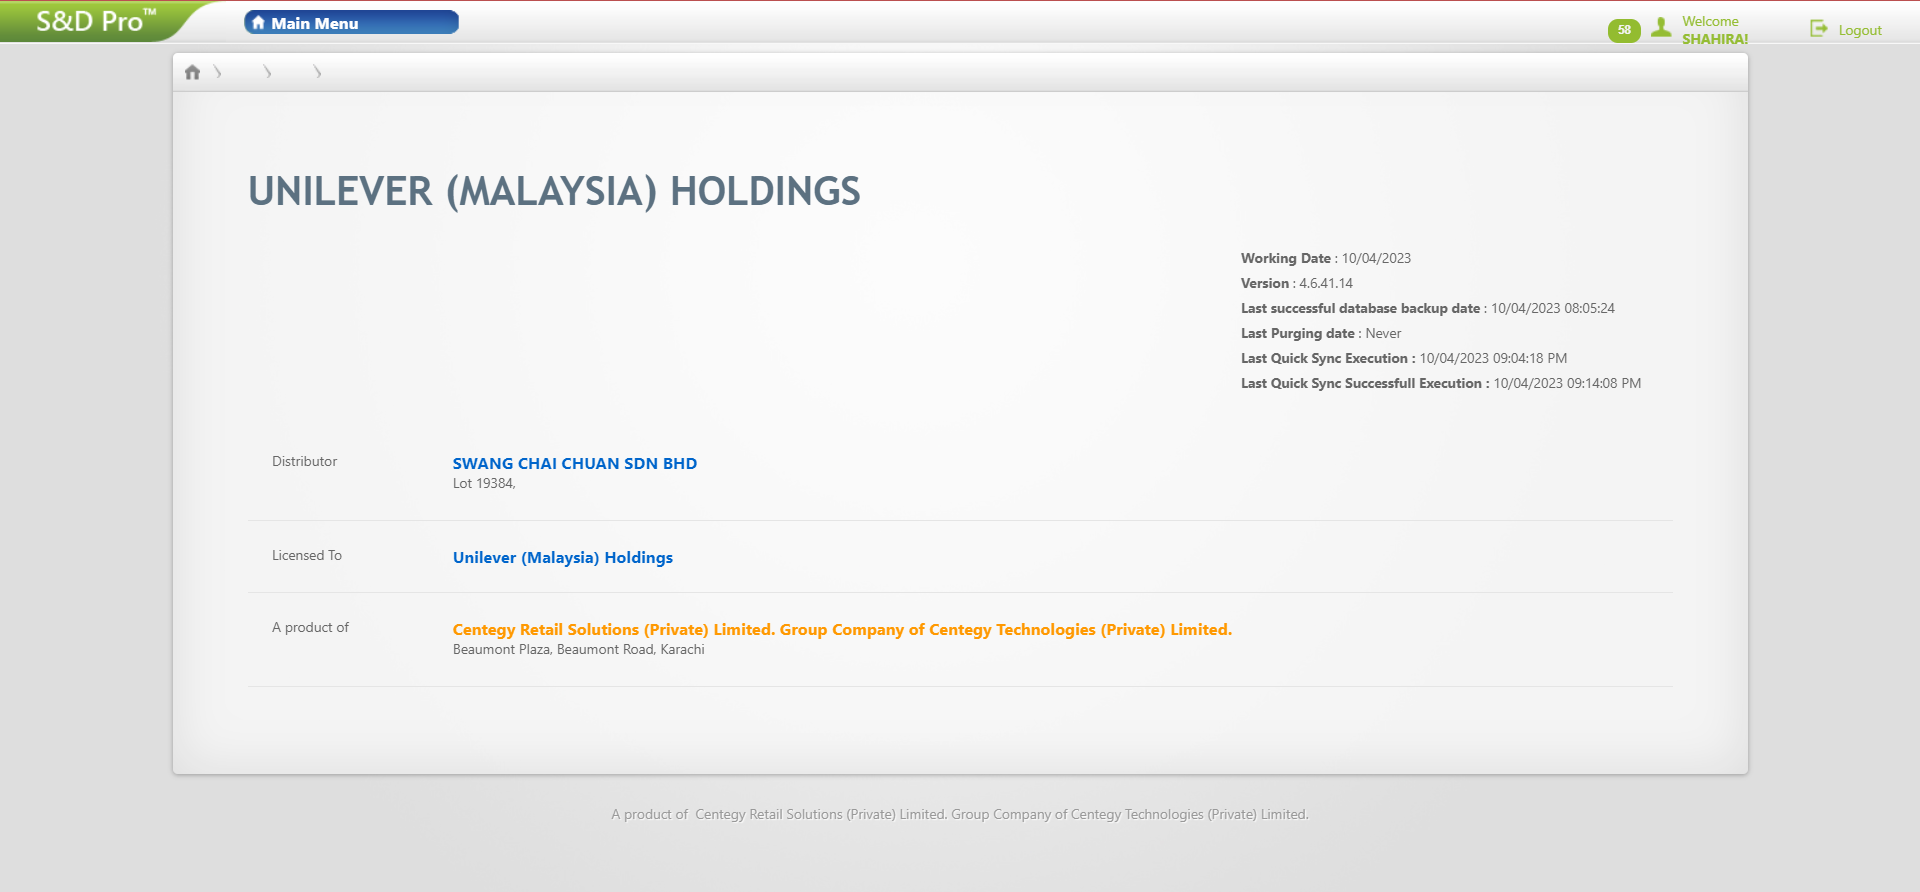 S&D Pro™
Main Menu
58
Welcome
SHAHIRA!
Logout
UNILEVER (MALAYSIA) HOLDINGS
Working Date : 10/04/2023
Version : 4.6.41.14
Last successful database backup date : 10/04/2023 08:05:24
Last Purging date : Never
Last Quick Sync Execution : 10/04/2023 09:04:18 PM
Last Quick Sync Successfull Execution : 10/04/2023 09:14:08 PM
Distributor
SWANG CHAI CHUAN SDN BHD
Lot 19384,
Licensed To
Unilever (Malaysia) Holdings
A product of
Centegy Retail Solutions (Private) Limited. Group Company of Centegy Technologies (Private) Limited.
Beaumont Plaza, Beaumont Road, Karachi
A product of Centegy Retail Solutions (Private) Limited. Group Company of Centegy Technologies (Private) Limited.